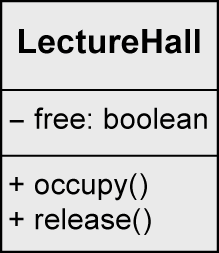 LectureHall
– free: boolean
+ occupy()
+ release()